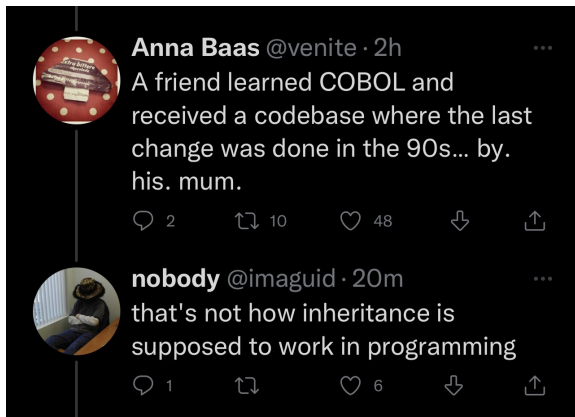 Anna Baas @venite · 2h
A friend learned COBOL and
received a codebase where the last
change was done in the 90s... by.
his. mum.
2 10 48
nobody @imaguid · 20m
that's not how inheritance is
supposed to work in programming
1 6